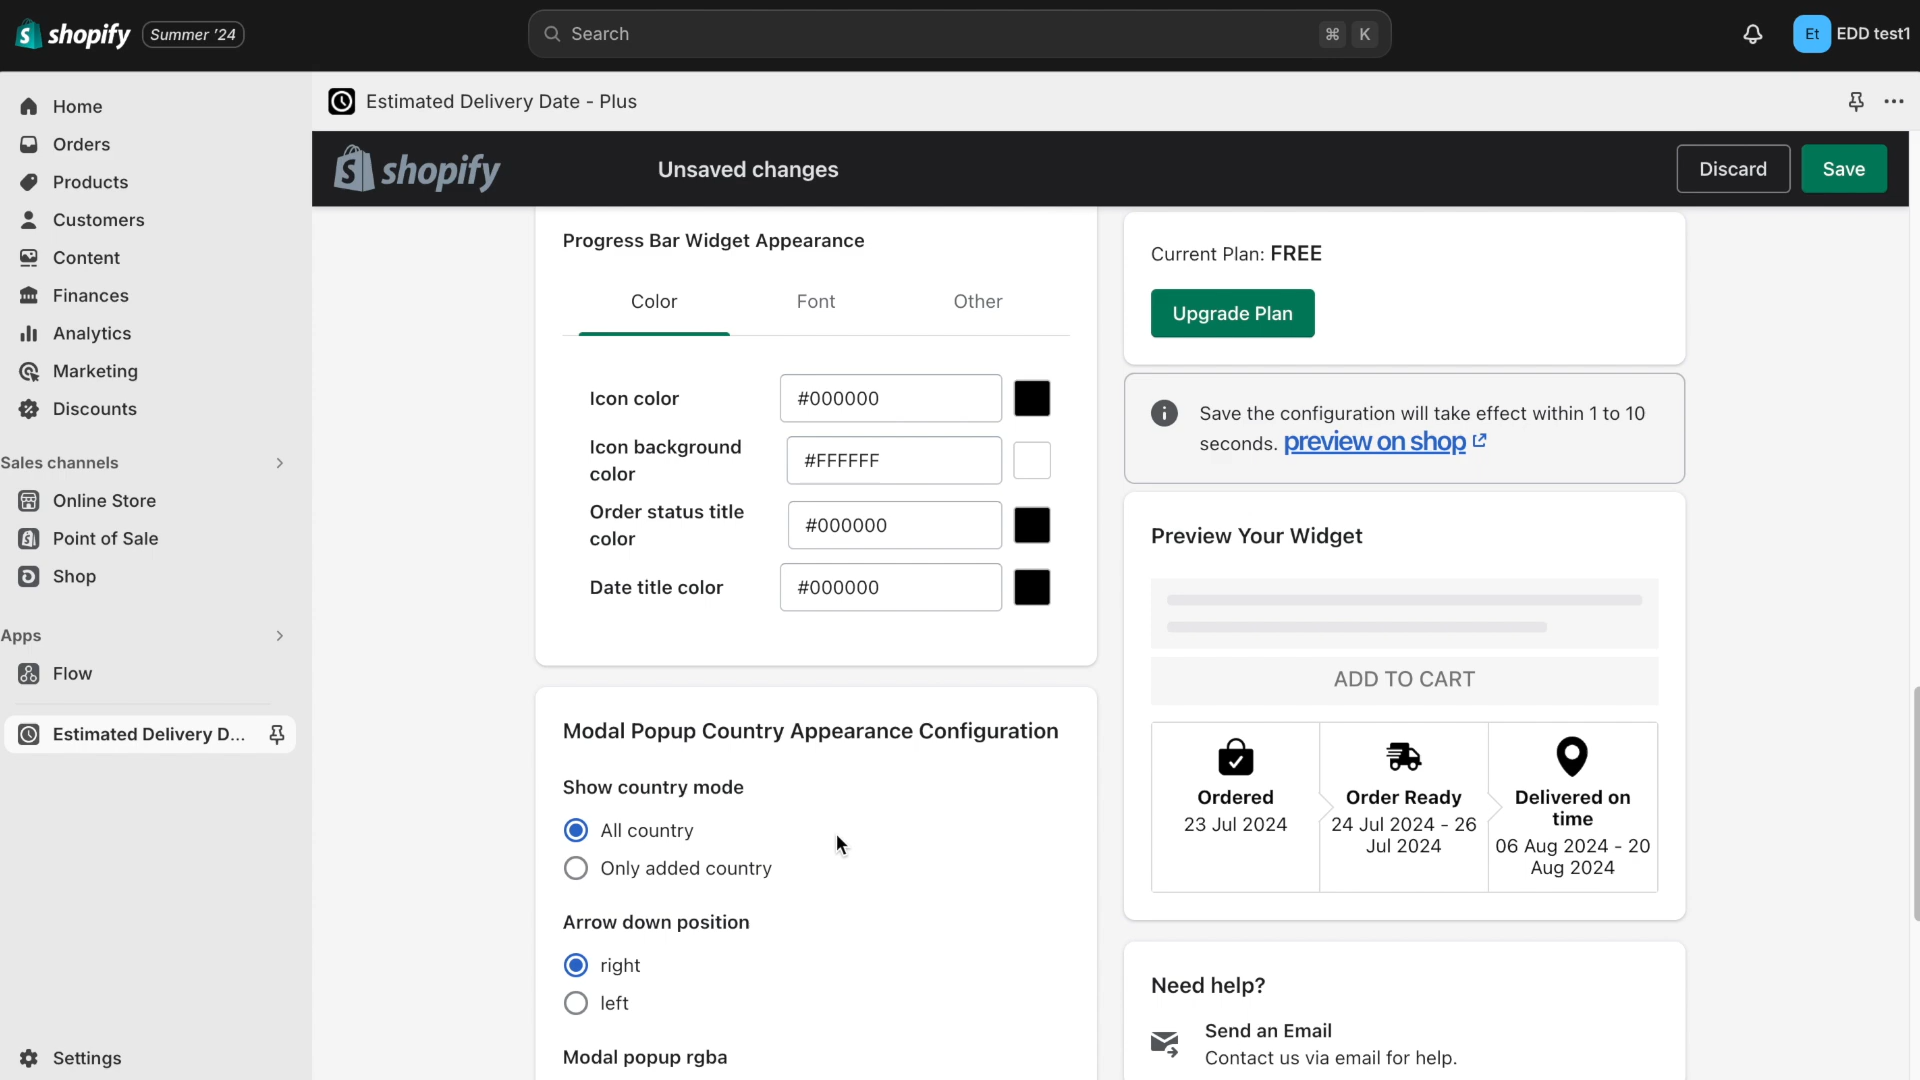 shopify
Summer '24
Search
⌘ K
Et
EDD test1
Home
Orders
Products
Customers
Content
Finances
Analytics
Marketing
Discounts
Sales channels
Online Store
Point of Sale
Shop
Apps
Flow
Estimated Delivery D...
Settings
Estimated Delivery Date - Plus
shopify
Unsaved changes
Discard
Save
Progress Bar Widget Appearance
Color
Font
Other
Icon color
#000000
Icon background
color
#FFFFFF
Order status title
color
#000000
Date title color
#000000
Modal Popup Country Appearance Configuration
Show country mode
All country
Only added country
Arrow down position
right
left
Modal popup rgba
Current Plan: FREE
Upgrade Plan
Save the configuration will take effect within 1 to 10
seconds. preview on shop
Preview Your Widget
ADD TO CART
Ordered
23 Jul 2024
Order Ready
24 Jul 2024 - 26
Jul 2024
Delivered on
time
06 Aug 2024 - 20
Aug 2024
Need help?
Send an Email
Contact us via email for help.